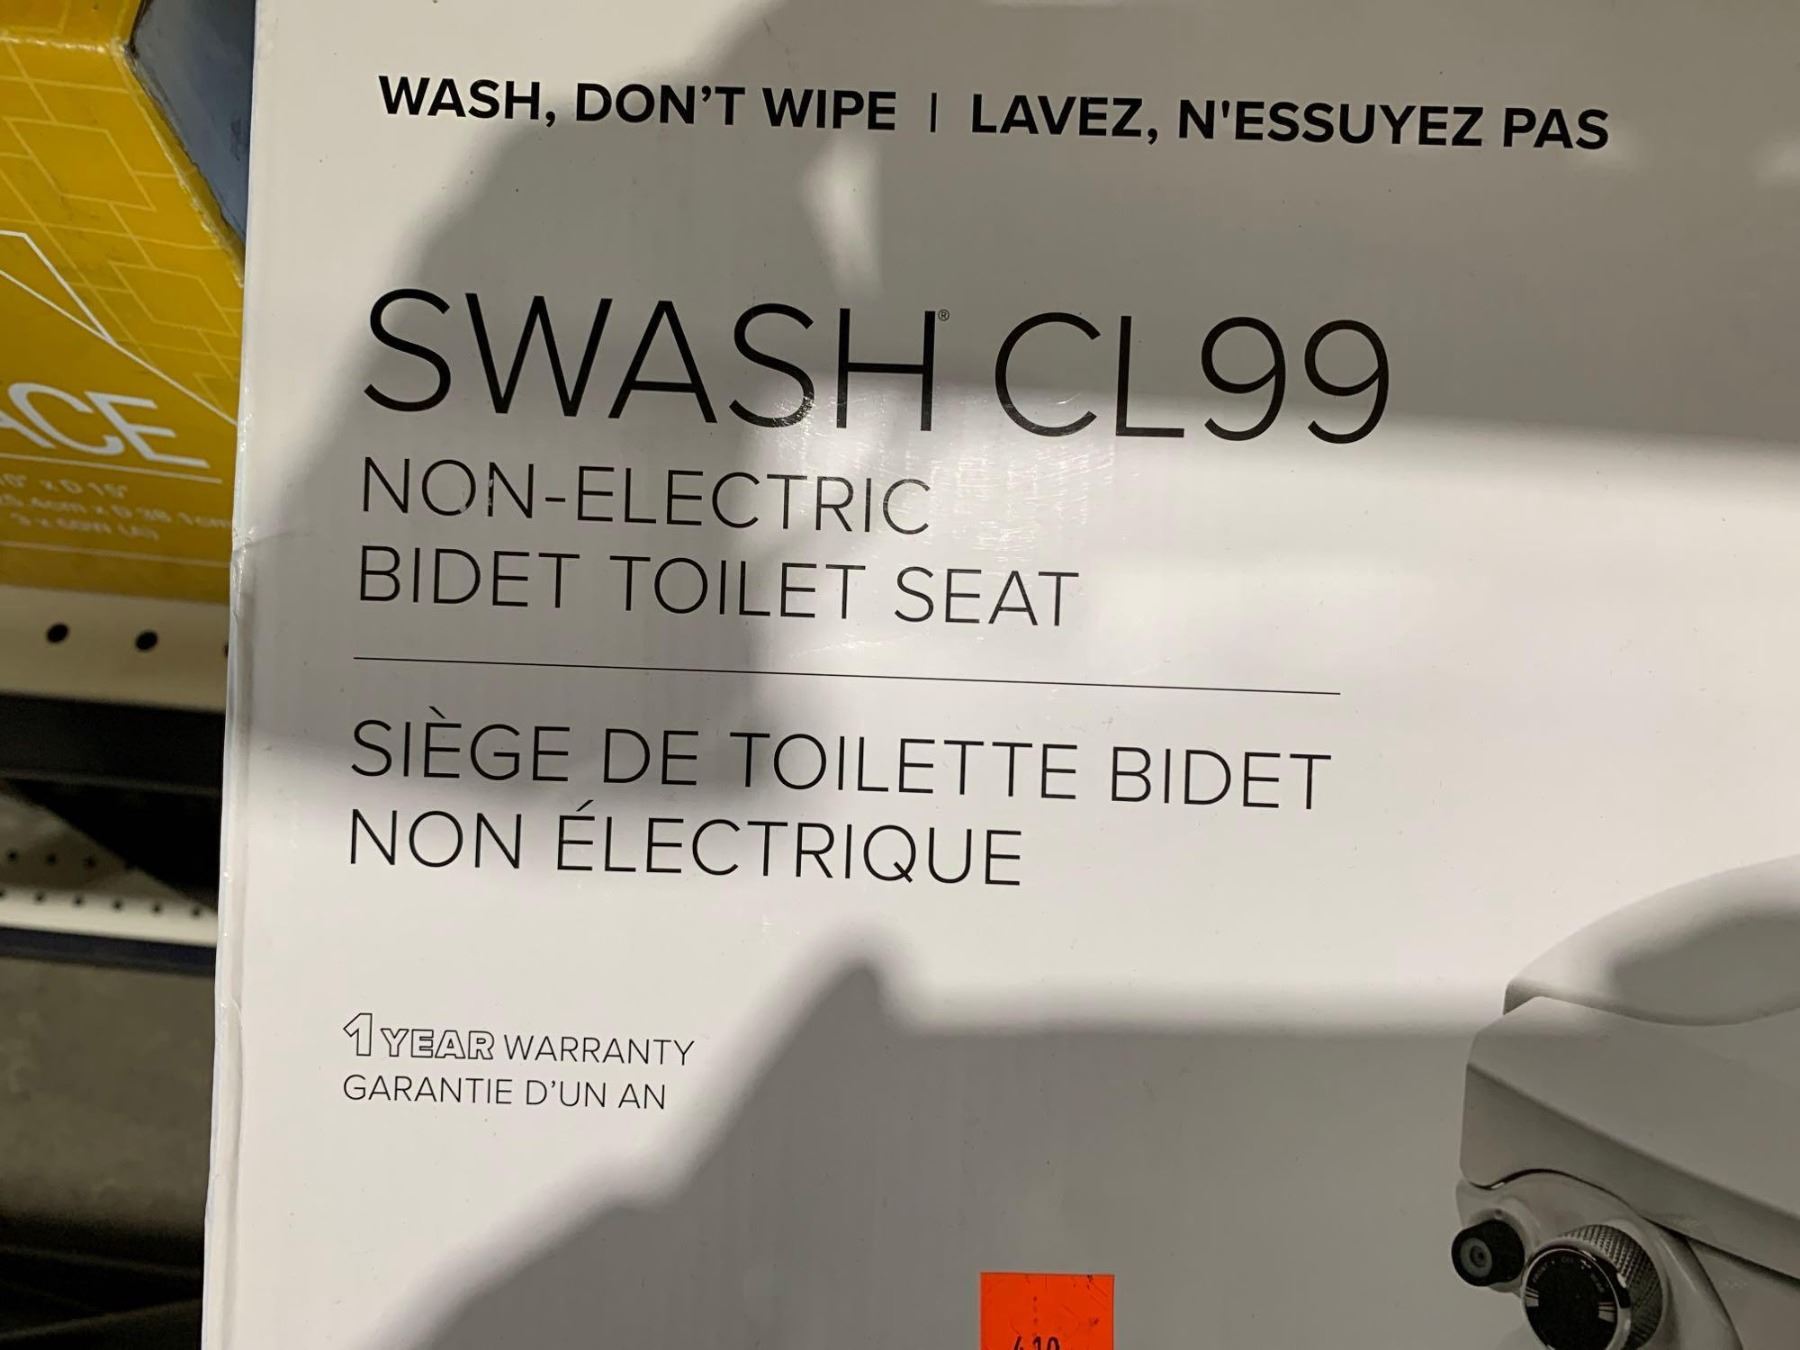 WASH, DON'T WIPE | LAVEZ, N'ESSUYEZ PAS
SWASH® CL99
NON-ELECTRIC
BIDET TOILET SEAT
SIÈGE DE TOILETTE BIDET
NON ÉLECTRIQUE
1 YEAR WARRANTY
GARANTIE D'UN AN
ACE